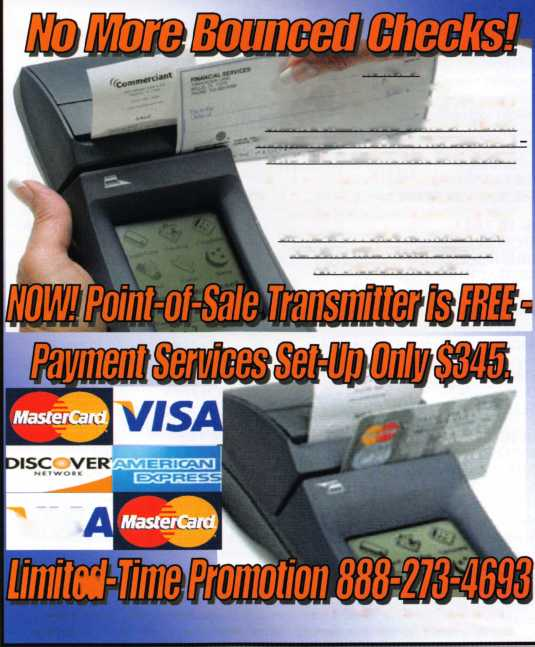 No More Bounced Checks!
Commerciant
FINANCIAL SERVICES
NOW! Point-of-Sale Transmitter is FREE -
Payment Services Set-Up Only $345.
MasterCard VISA
DISCOVER NETWORK
AMERICAN EXPRESS
A MasterCard
Limited-Time Promotion 888-273-4693